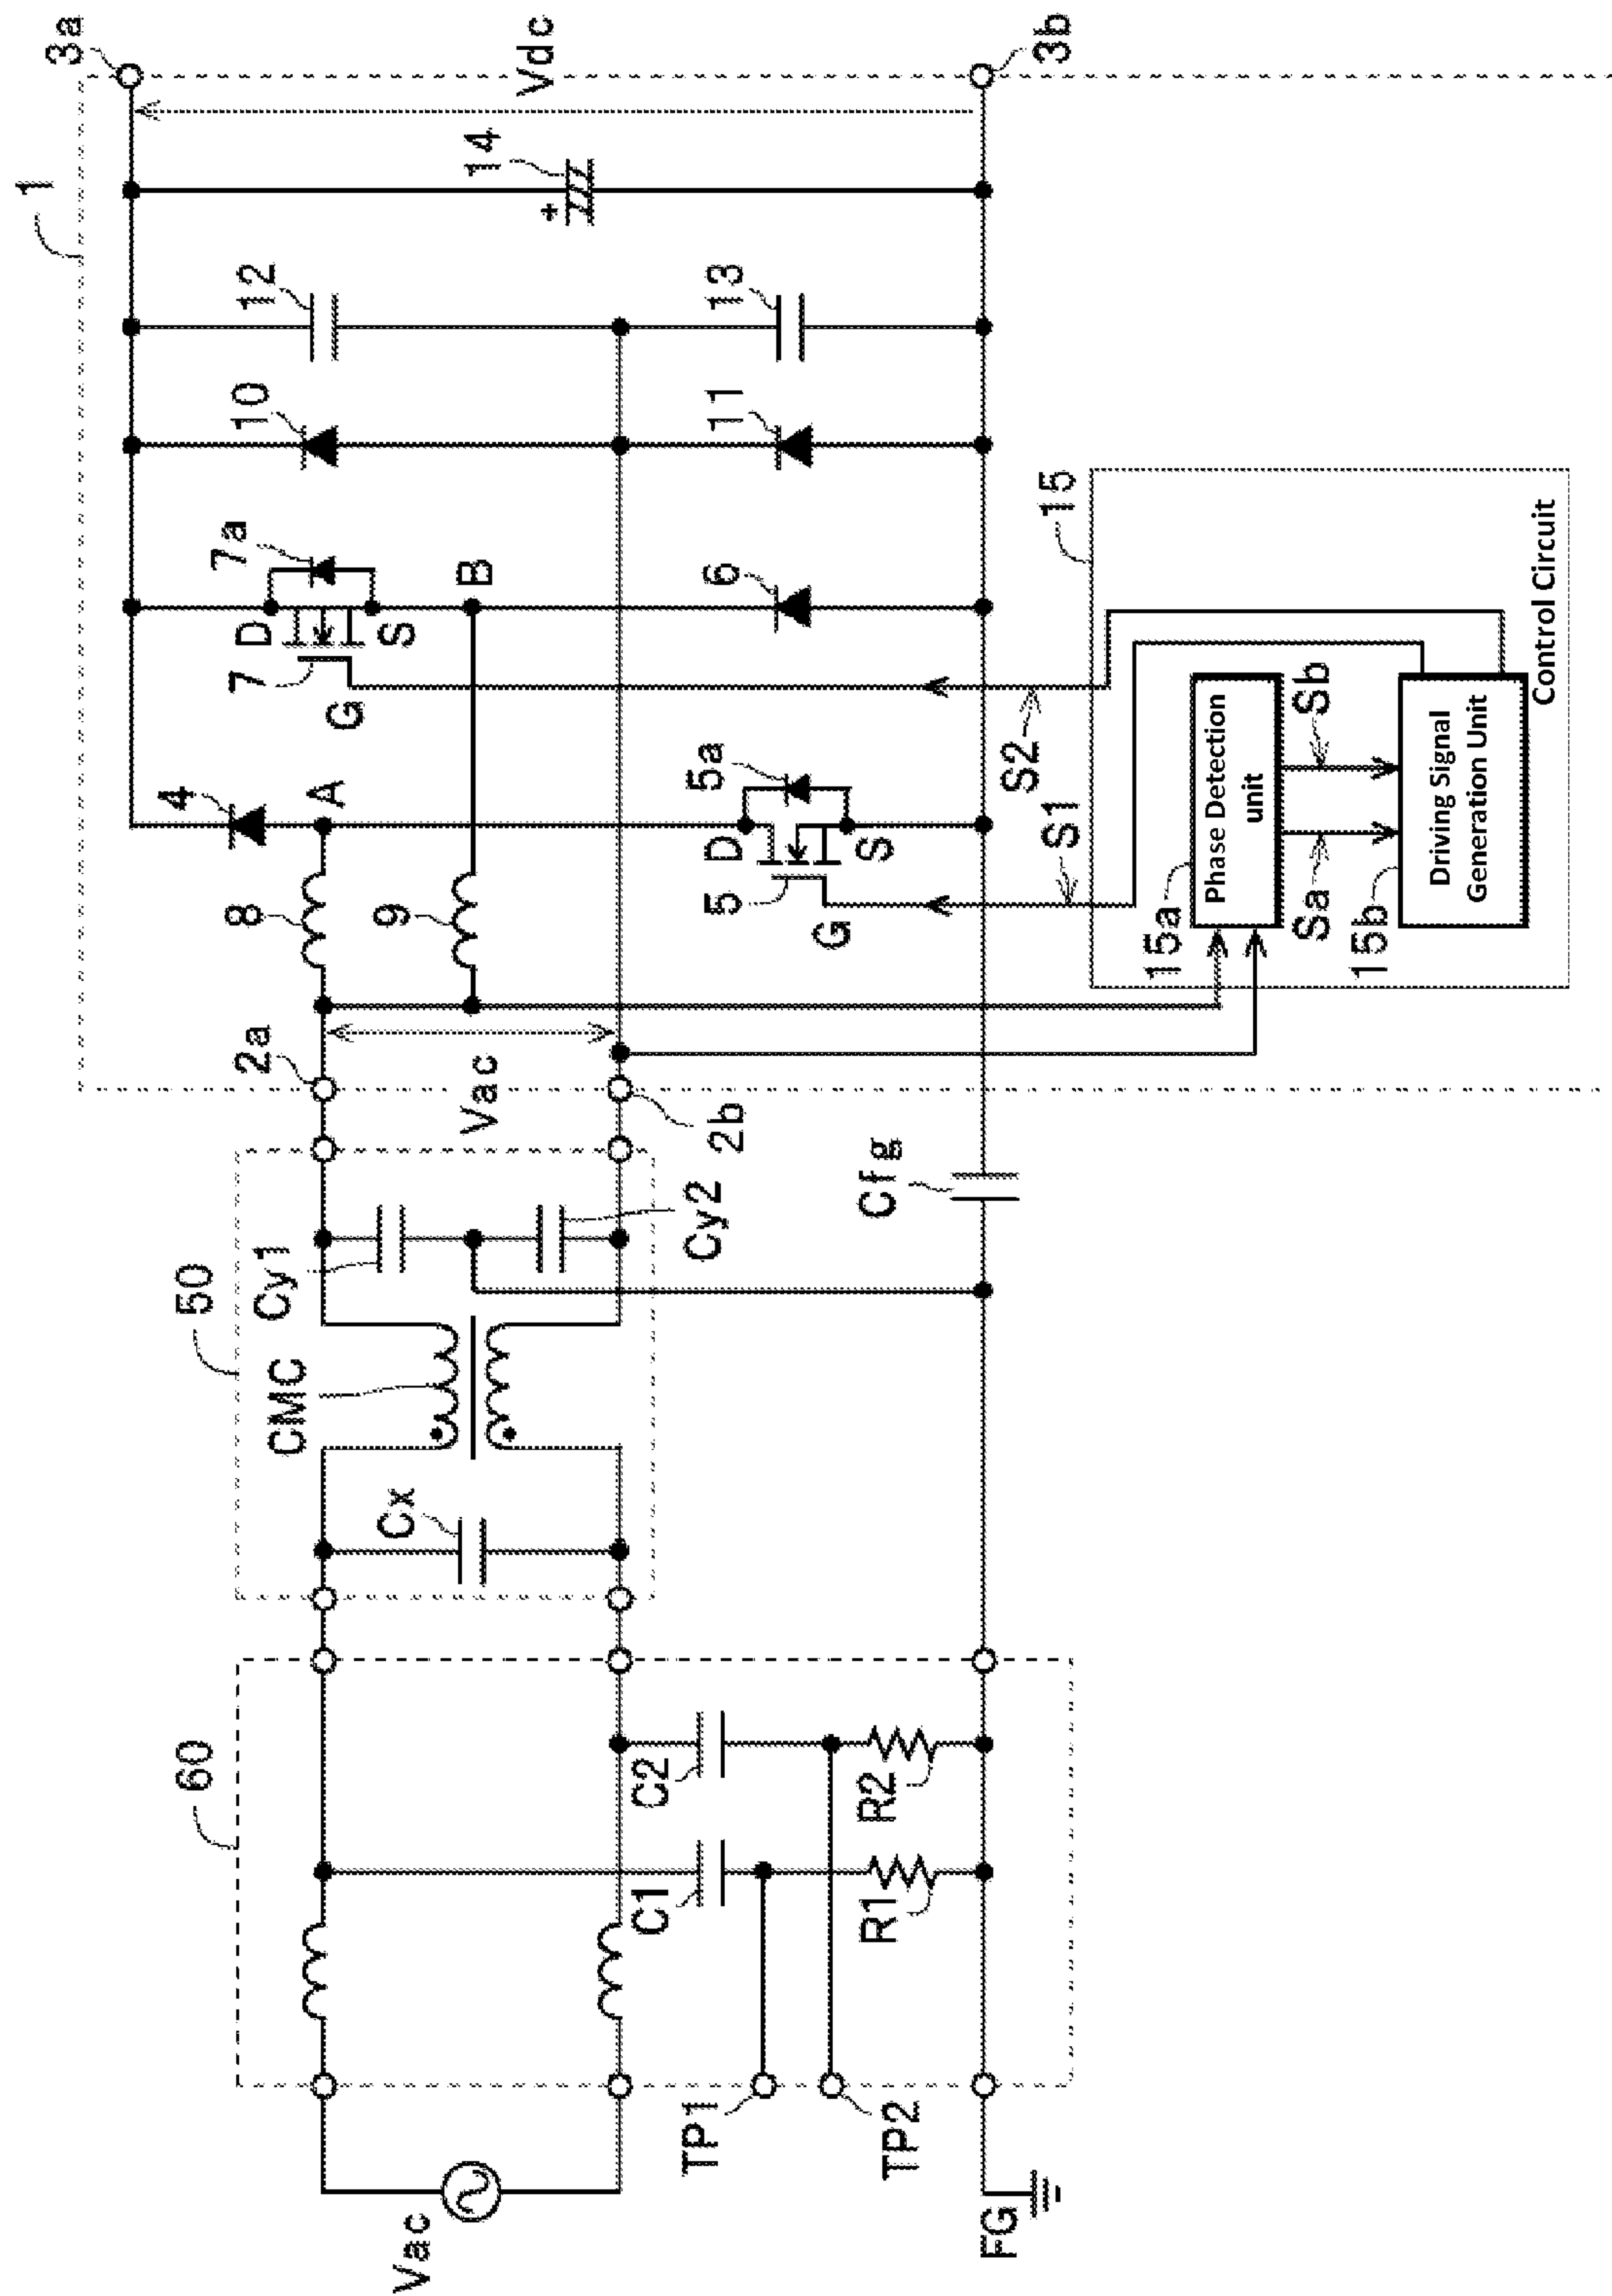 1
3a
Vdc
3b
14
+
12
13
10
11
7a
D
S
7
G
B
6
4
A
5a
D
S
5
G
8
9
S2
S1
15
Control Circuit
15a
Phase Detection
unit
Sa
Sb
15b
Driving Signal
Generation Unit
2a
Vac
2b
Cfg
50
Cy1
Cy2
CMC
Cx
60
C2
R2
C1
R1
TP1
TP2
Vac
FG